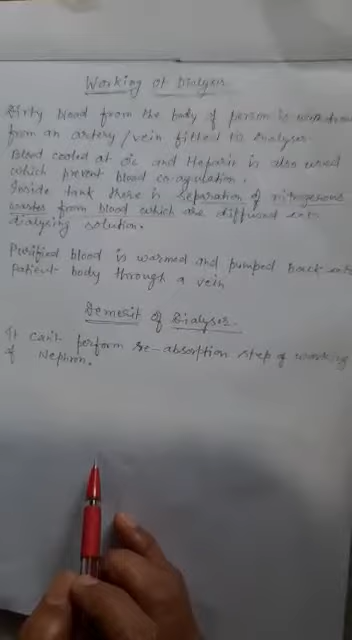 Working of Dialysis
Dirty blood from the body of person is withdrawn
from an artery/vein fitted to Dialyser.
Blood cooled at 0c and Heparin is also used
which prevent blood co-agulation.
Inside tank there is separation of nitrogenous
wastes from blood which are diffused into
dialysing solution.
Purified blood is warmed and pumped back into
Patient body through a vein
Demerit of Dialyser.
It can't perform re-absorption step of working
of Nephron.